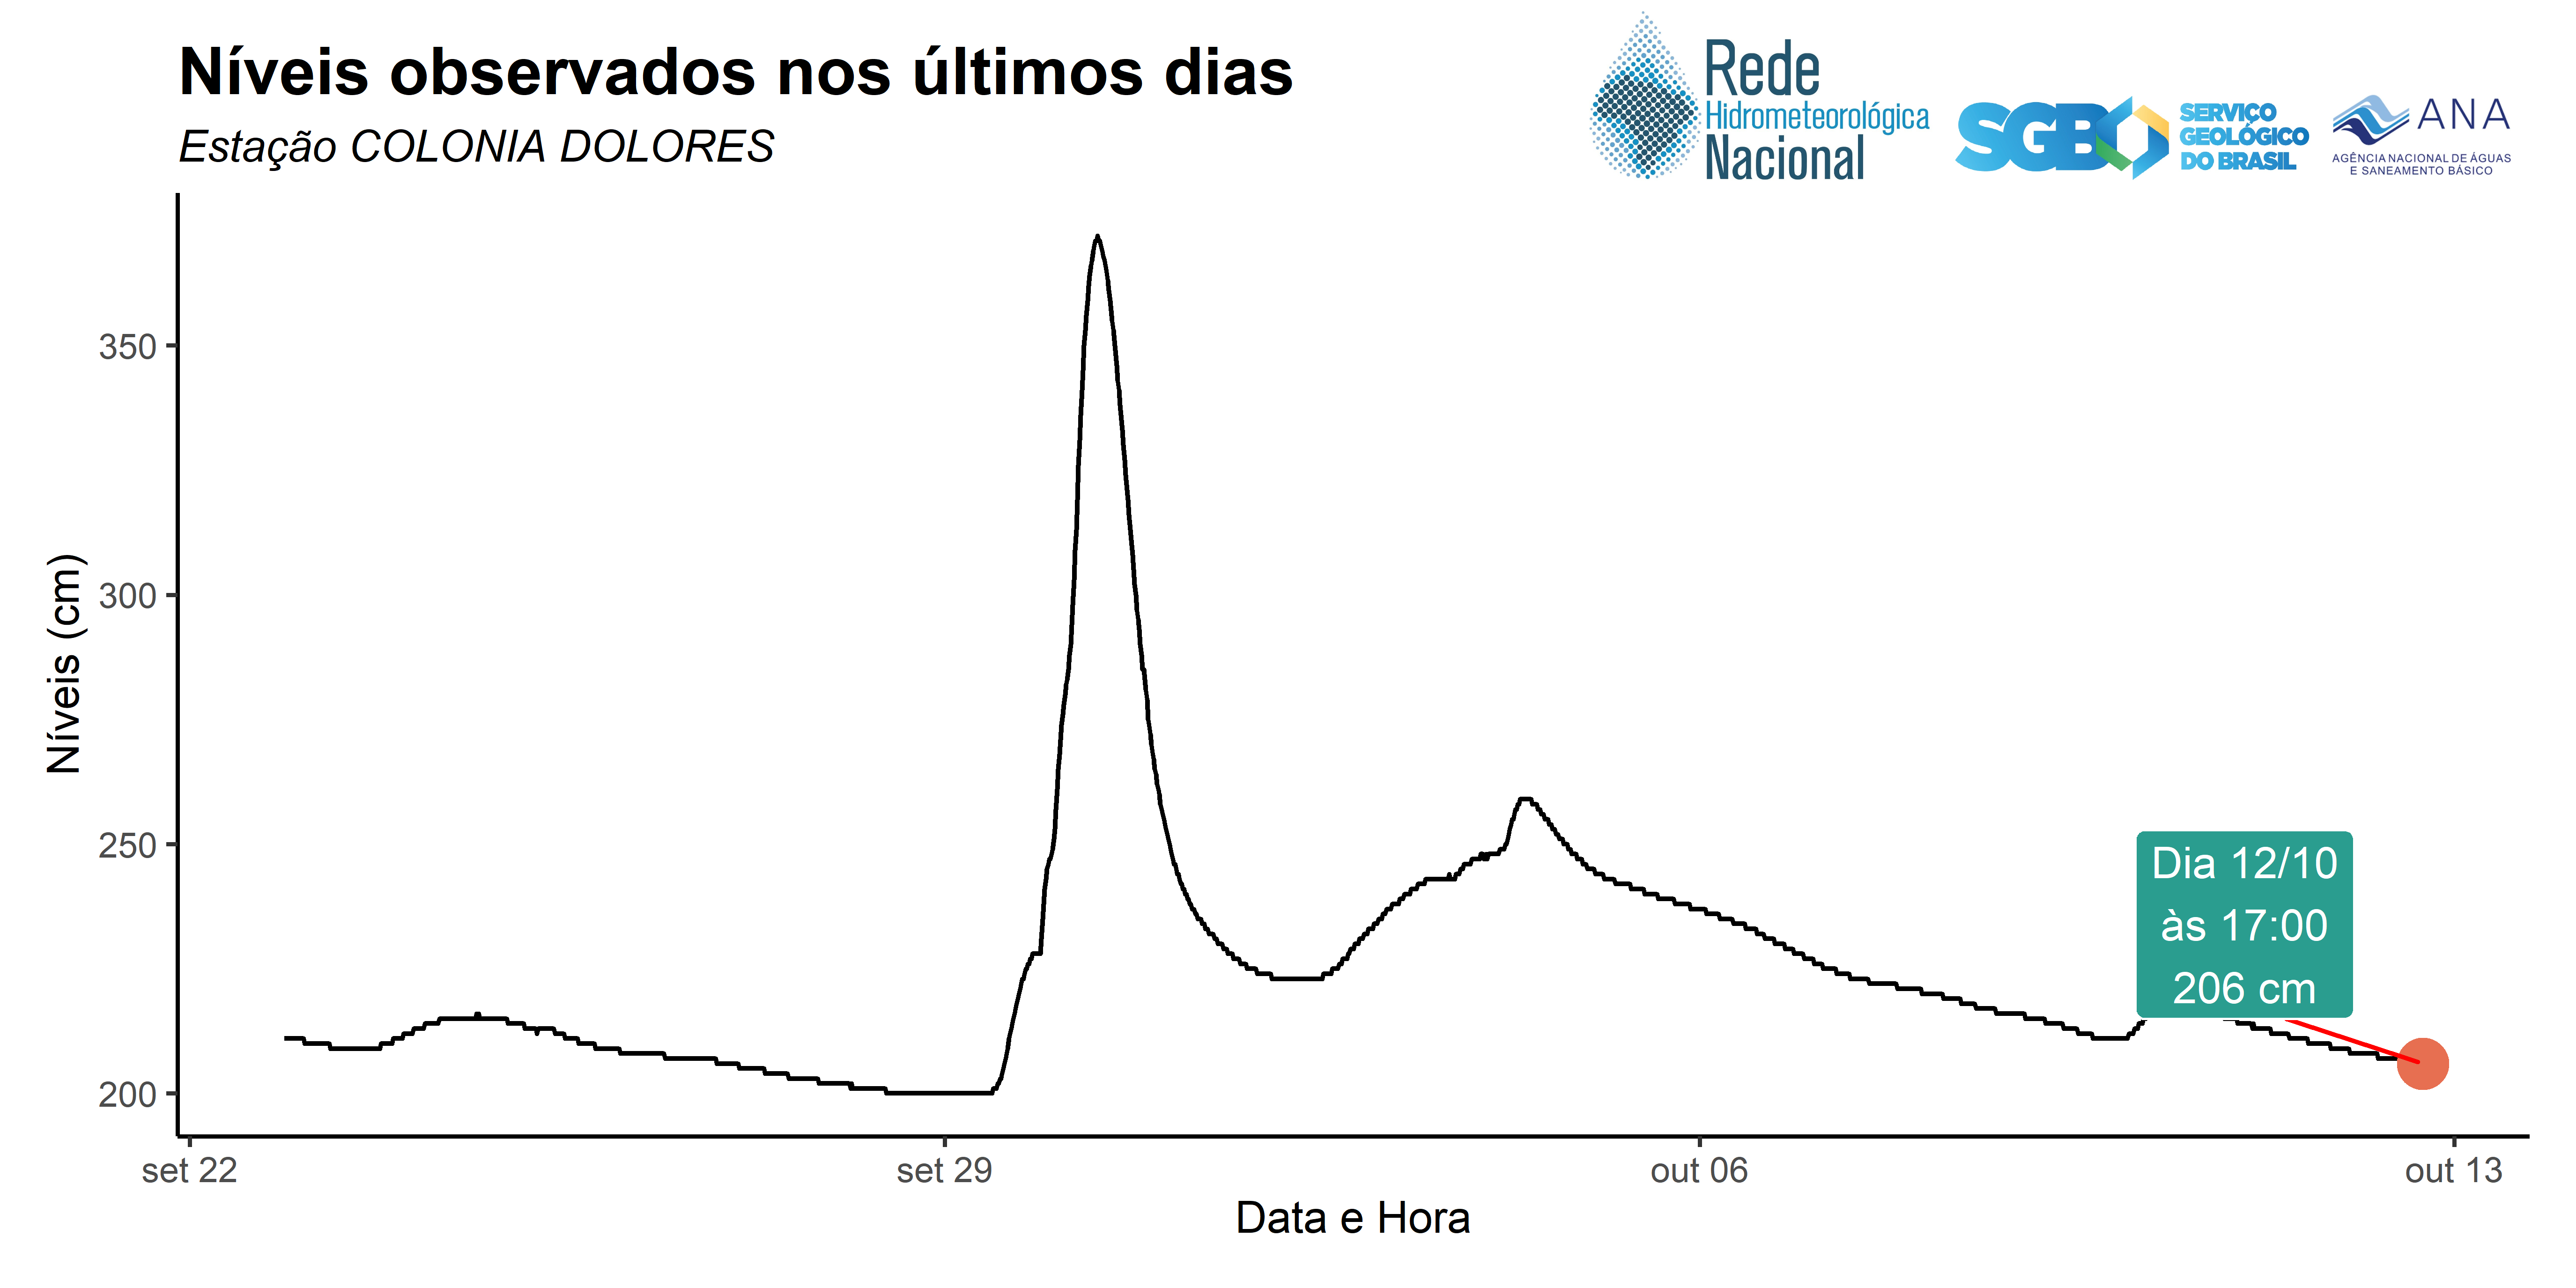 Níveis observados nos últimos dias
Estação COLONIA DOLORES
Rede
Hidrometeorológica
Nacional
SGB
SERVIÇO
GEOLÓGICO
DO BRASIL
ANA
AGÊNCIA NACIONAL DE ÁGUAS
E SANEAMENTO BÁSICO
Níveis (cm)
350
300
250
200
Dia 12/10
às 17:00
206 cm
set 22
set 29
out 06
out 13
Data e Hora